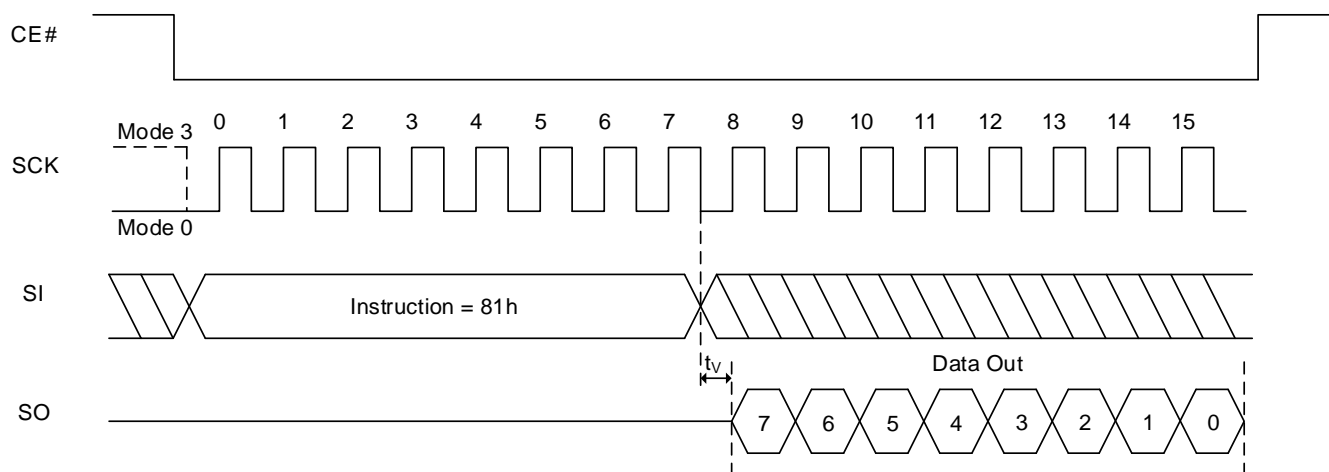 CE#
0 1 2 3 4 5 6 7 8 9 10 11 12 13 14 15
Mode 3
SCK
Mode 0
SI
Instruction = 81h
tV
Data Out
SO
7 6 5 4 3 2 1 0